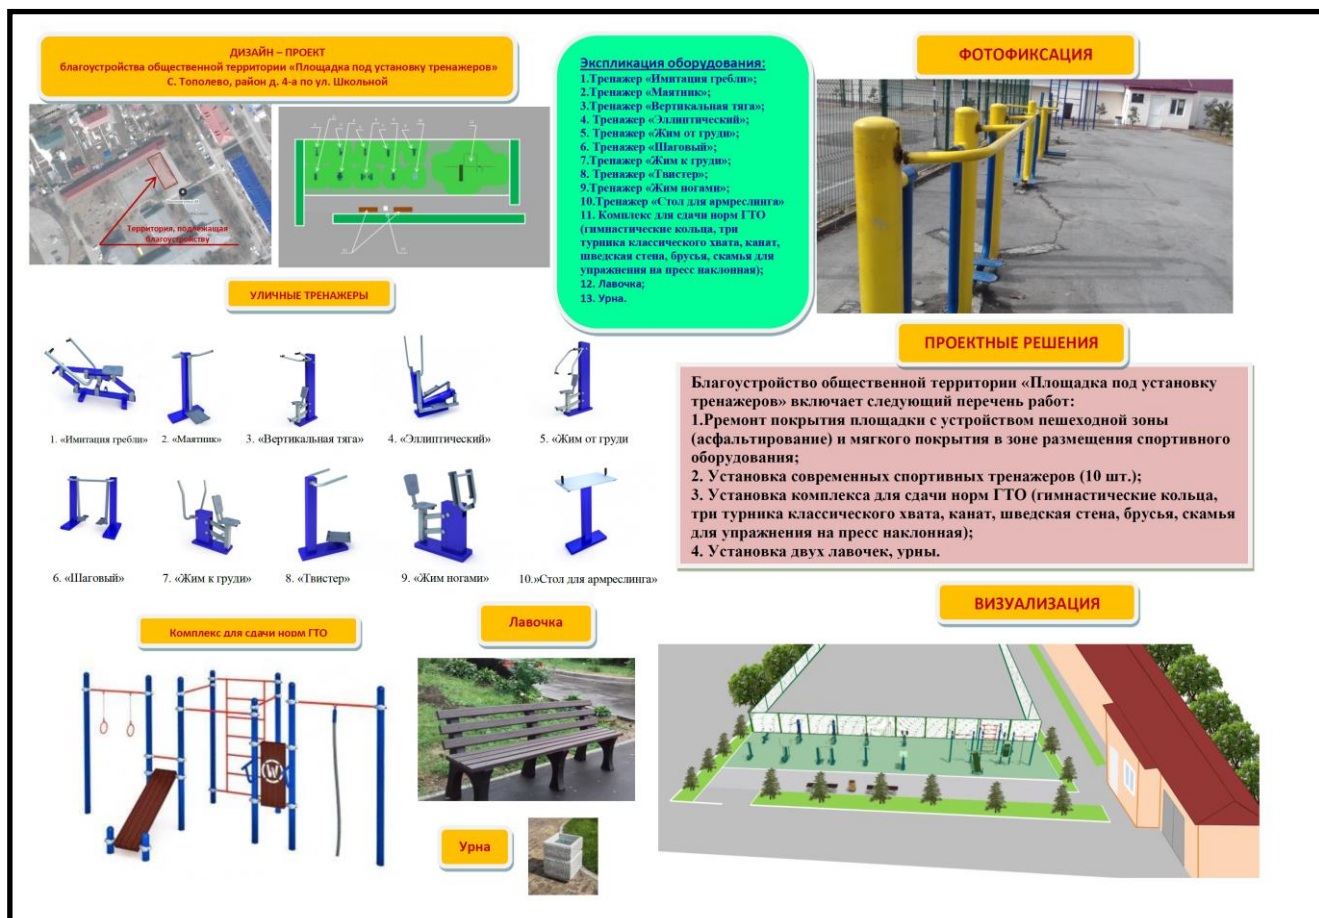 ДИЗАЙН – ПРОЕКТ
благоустройства общественной территории «Площадка под установку тренажеров»
С. Тополево, район д. 4-а по ул. Школьной
Территория, подлежащая
благоустройству
Экспликация оборудования:
1.Тренажер «Имитация гребли»;
2.Тренажер «Маятник»;
3.Тренажер «Вертикальная тяга»;
4. Тренажер «Эллиптический»;
5. Тренажер «Жим от груди»;
6. Тренажер «Шаговый»;
7.Тренажер «Жим к груди»;
8. Тренажер «Твистер»;
9.Тренажер «Жим ногами»;
10.Тренажер «Стол для армреслинга»
11. Комплекс для сдачи норм ГТО
(гимнастические кольца, три
турника классического хвата, канат,
шведская стена, брусья, скамья для
упражнения на пресс наклонная);
12. Лавочка;
13. Урна.
ФОТОФИКСАЦИЯ
УЛИЧНЫЕ ТРЕНАЖЕРЫ
1. «Имитация гребли»
2. «Маятник»
3. «Вертикальная тяга»
4. «Эллиптический»
5. «Жим от груди
6. «Шаговый»
7. «Жим к груди»
8. «Твистер»
9. «Жим ногами»
10.»Стол для армреслинга»
ПРОЕКТНЫЕ РЕШЕНИЯ
Благоустройство общественной территории «Площадка под установку
тренажеров» включает следующий перечень работ:
1.Рремонт покрытия площадки с устройством пешеходной зоны
(асфальтирование) и мягкого покрытия в зоне размещения спортивного
оборудования;
2. Установка современных спортивных тренажеров (10 шт.);
3. Установка комплекса для сдачи норм ГТО (гимнастические кольца,
три турника классического хвата, канат, шведская стена, брусья, скамья
для упражнения на пресс наклонная);
4. Установка двух лавочек, урны.
Комплекс для сдачи норм ГТО
W
Лавочка
Урна
ВИЗУАЛИЗАЦИЯ